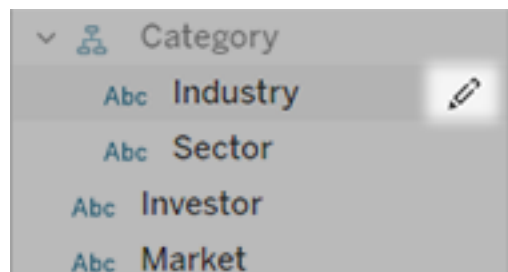 Category
Abc Industry
Abc Sector
Abc Investor
Abc Market